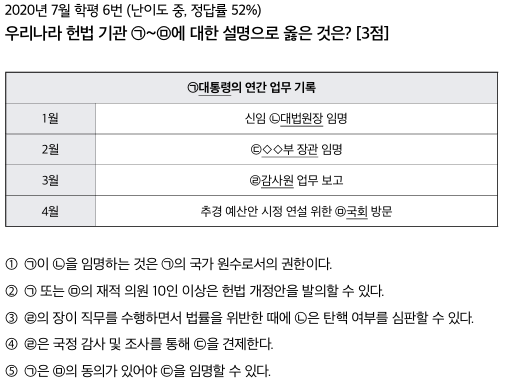 2020년 7월 학평 6번 (난이도 중, 정답률 52%)
우리나라 헌법 기관 ㉠~㉤에 대한 설명으로 옳은 것은? [3점]
㉠대통령의 연간 업무 기록
1월 신임 ㉡대법원장 임명
2월 ㉢◇◇부 장관 임명
3월 ㉣감사원 업무 보고
4월 추경 예산안 시정 연설 위한 ㉤국회 방문
① ㉠이 ㉡을 임명하는 것은 ㉠의 국가 원수로서의 권한이다.
② ㉠ 또는 ㉤의 재적 의원 10인 이상은 헌법 개정안을 발의할 수 있다.
③ ㉣의 장이 직무를 수행하면서 법률을 위반한 때에 ㉡은 탄핵 여부를 심판할 수 있다.
④ ㉣은 국정 감사 및 조사를 통해 ㉢을 견제한다.
⑤ ㉠은 ㉤의 동의가 있어야 ㉢을 임명할 수 있다.